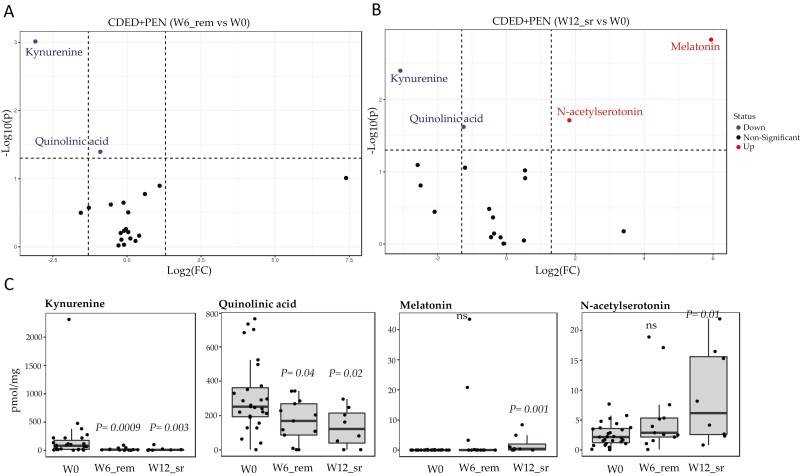 A
CDED+PEN (W6_rem vs W0)
3
2
1
0
-Log10(p)
Kynurenine
Quinolinic acid
-2.5
0.0
2.5
5.0
7.5
Log2(FC)
B
CDED+PEN (W12_sr vs W0)
3
2
1
0
-Log10(p)
Melatonin
Kynurenine
Quinolinic acid
N-acetylserotonin
-2
0
2
4
6
Log2(FC)
Status
Down
Non-Significant
Up
C
pmol/mg
Kynurenine
2000
1500
1000
500
0
P= 0.0009
P= 0.003
W0
W6_rem
W12_sr
Quinolinic acid
800
600
400
200
0
P= 0.04
P= 0.02
W0
W6_rem
W12_sr
Melatonin
40
30
20
10
0
ns
P= 0.001
W0
W6_rem
W12_sr
N-acetylserotonin
20
15
10
5
0
ns
P= 0.01
W0
W6_rem
W12_sr